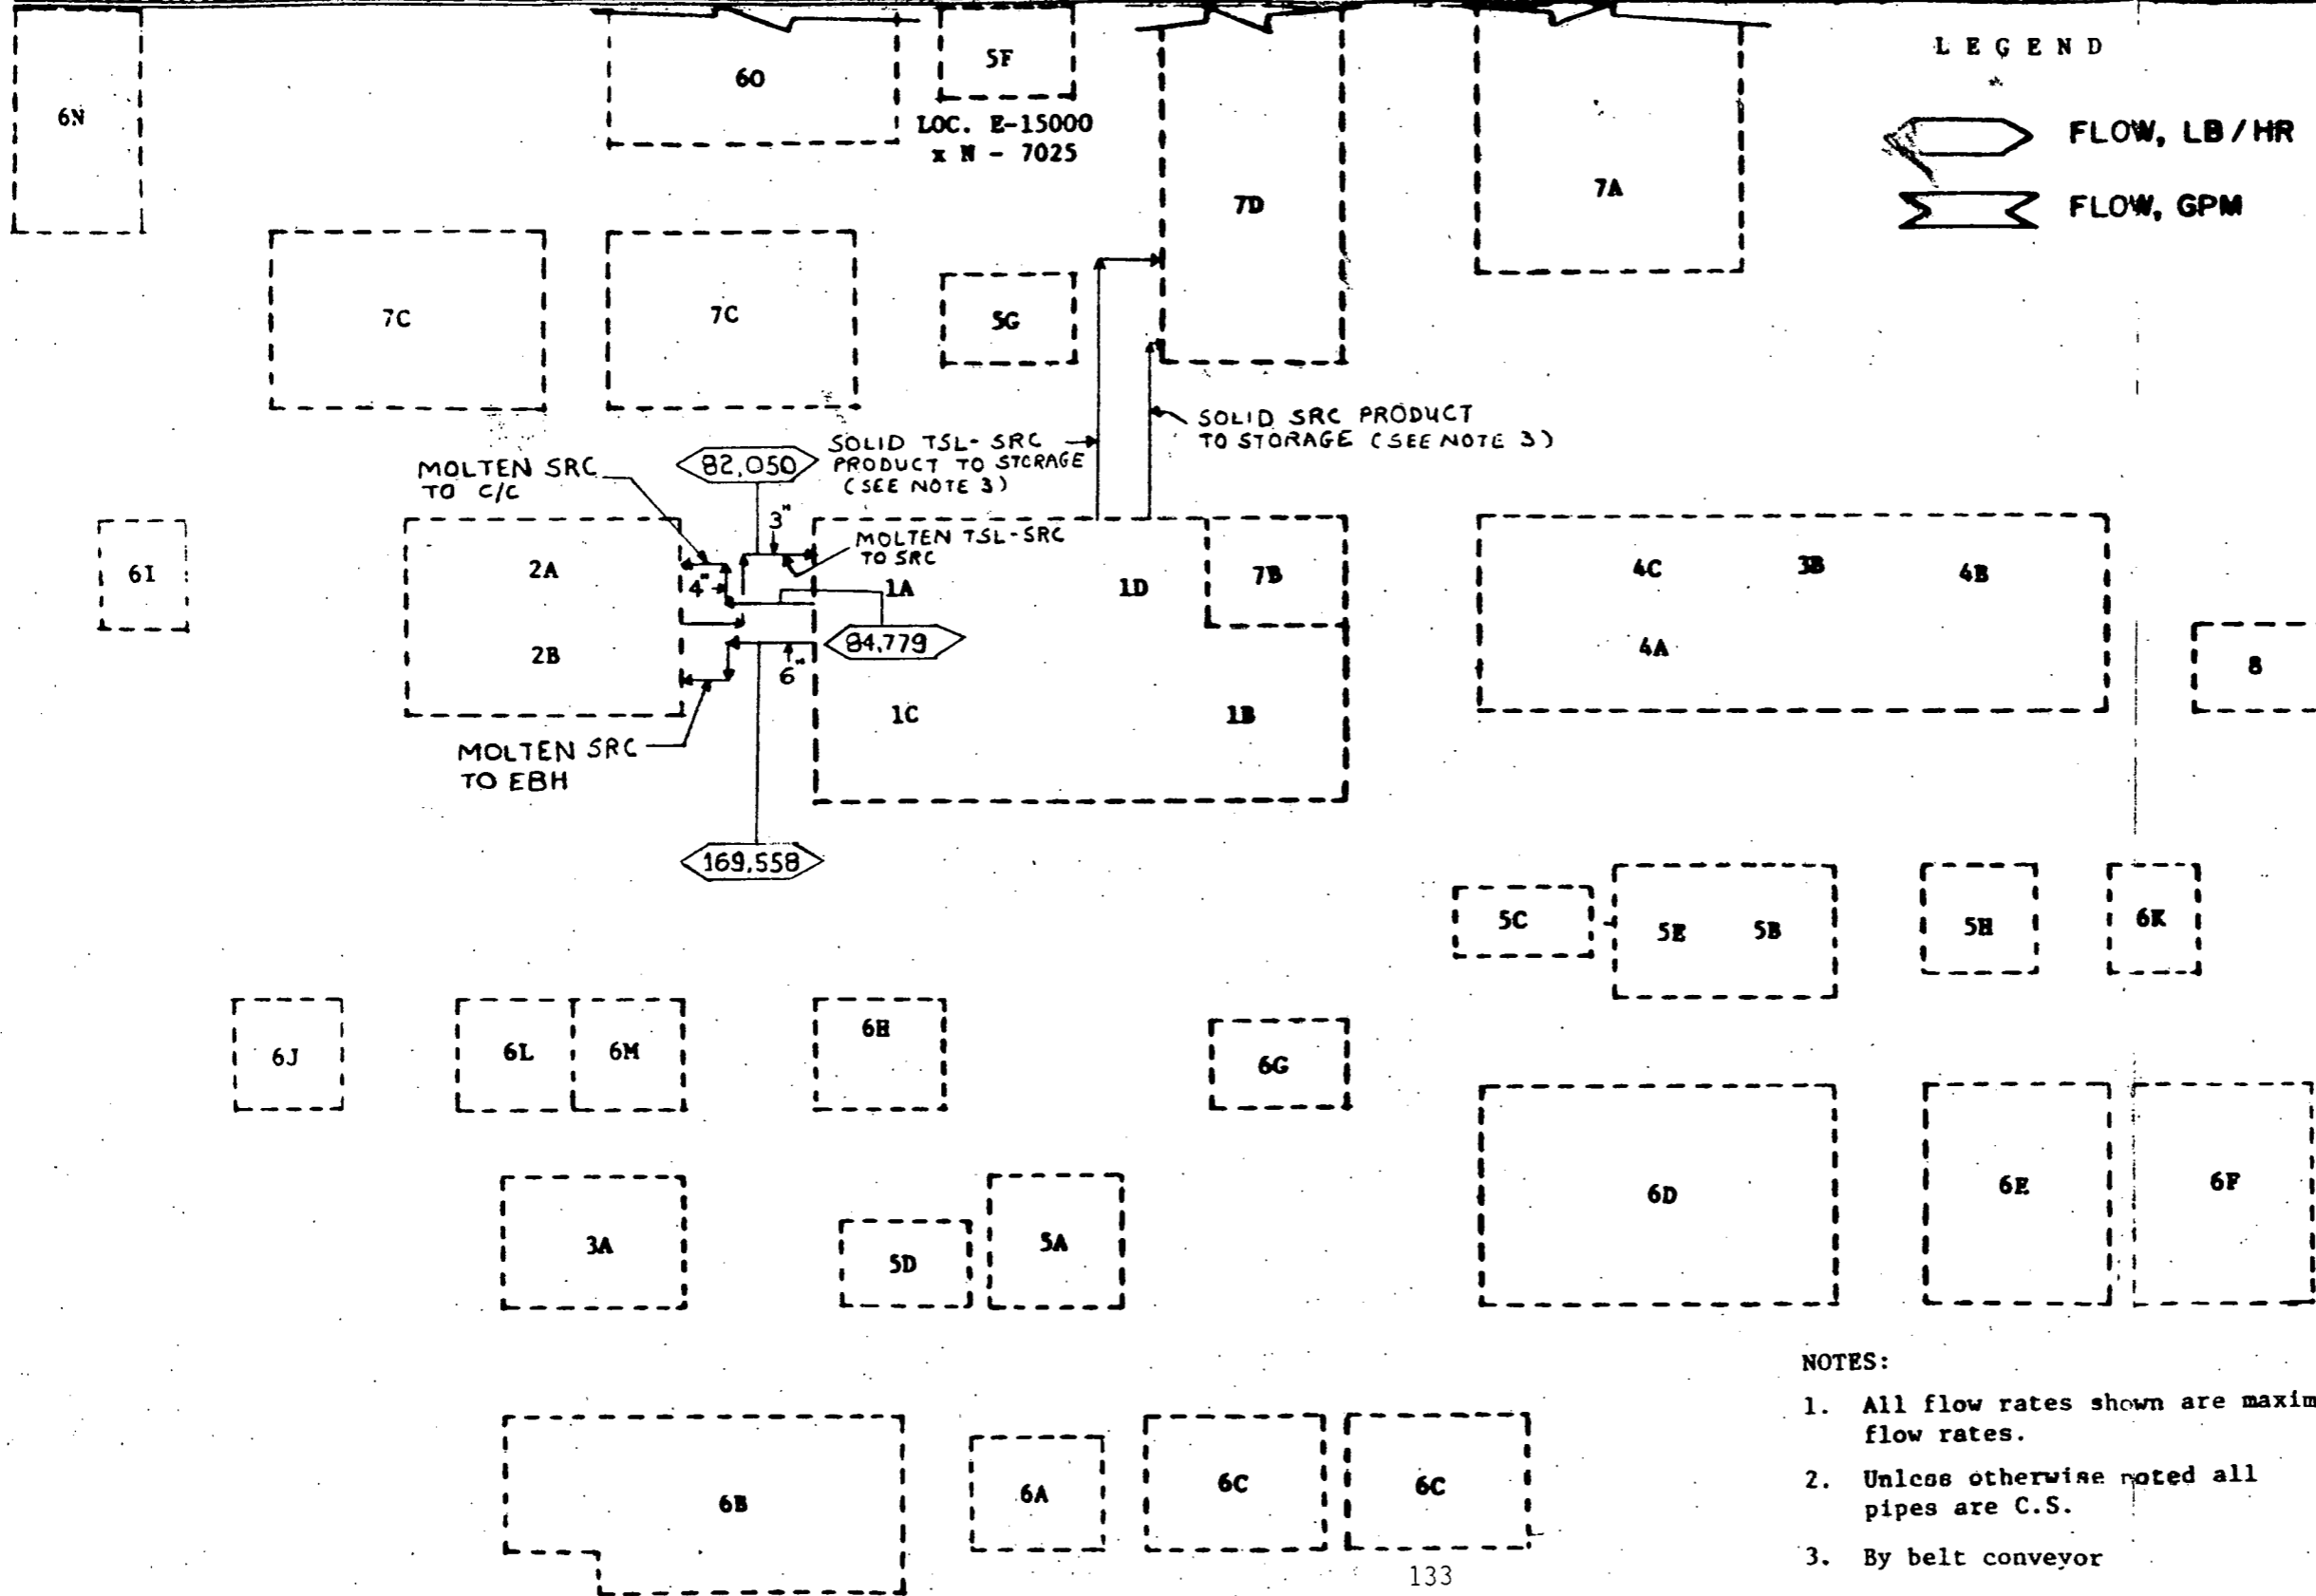 LEGEND
FLOW, LB/HR
FLOW, GPM
6N
6O
5F
LOC. E-15000
x N - 7025
7D
7A
7C
7C
5G
SOLID SRC PRODUCT
TO STORAGE (SEE NOTE 3)
SOLID TSL-SRC
PRODUCT TO STORAGE
(SEE NOTE 3)
82,050
MOLTEN SRC
TO C/C
3"
MOLTEN TSL-SRC
TO SRC
6I
2A
4"
1A
1D
7B
4C
3B
4B
2B
84,779
6"
4A
8
1C
1B
MOLTEN SRC
TO EBH
169,558
5C
5E
5B
5H
6K
6J
6L
6M
6H
6G
3A
5D
5A
6D
6E
6F
6B
6A
6C
6C
NOTES:
1. All flow rates shown are maxim
flow rates.
2. Unless otherwise noted all
pipes are C.S.
3. By belt conveyor
133